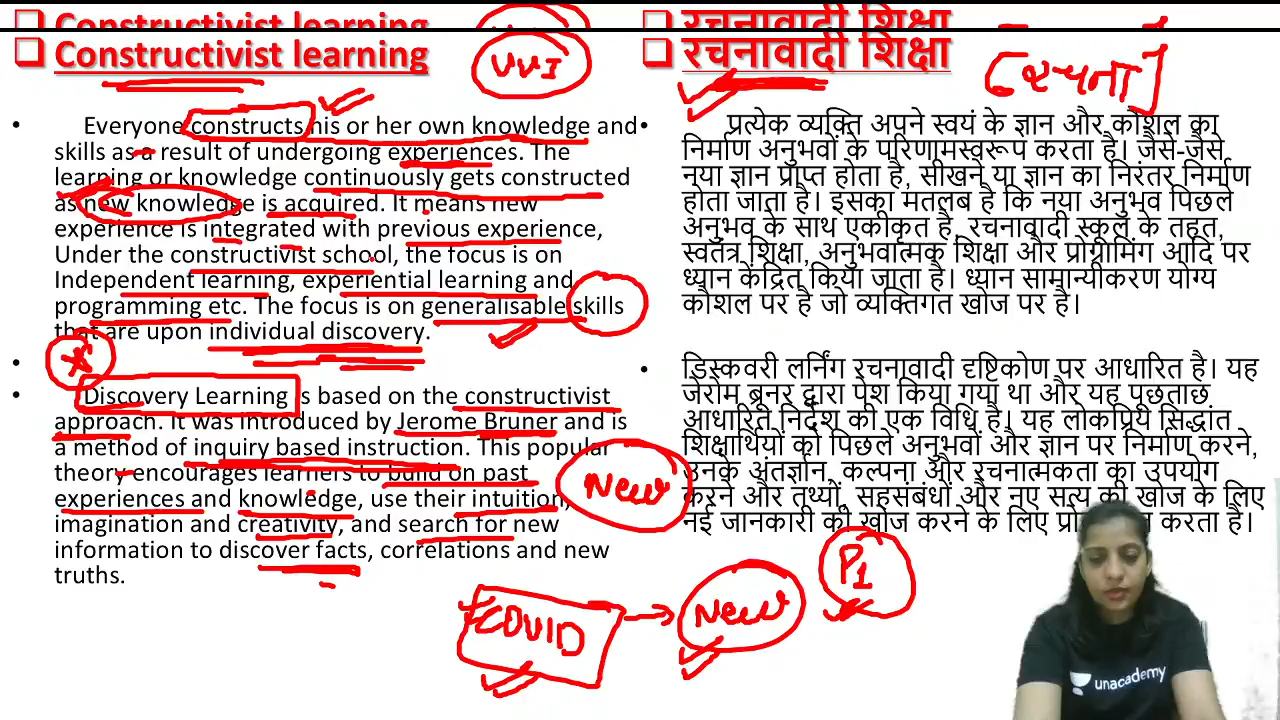 Constructivist learning
रचनावादी शिक्षा
❑ Constructivist learning
VVI
❑ रचनावादी शिक्षा
[रचना]
• Everyone constructs his or her own knowledge and
skills as a result of undergoing experiences. The
learning or knowledge continuously gets constructed
as new knowledge is acquired. It means new
experience is integrated with previous experience,
Under the constructivist school, the focus is on
Independent learning, experiential learning and
programming etc. The focus is on generalisable skills
that are upon individual discovery.
•
• Discovery Learning is based on the constructivist
approach. It was introduced by Jerome Bruner and is
a method of inquiry based instruction. This popular
theory encourages learners to build on past
experiences and knowledge, use their intuition,
imagination and creativity, and search for new
information to discover facts, correlations and new
truths.
• प्रत्येक व्यक्ति अपने स्वयं के ज्ञान और कौशल का
निर्माण अनुभवों के परिणामस्वरूप करता है। जैसे-जैसे
नया ज्ञान प्राप्त होता है, सीखने या ज्ञान का निरंतर निर्माण
होता जाता है। इसका मतलब है कि नया अनुभव पिछले
अनुभव के साथ एकीकृत है, रचनावादी स्कूल के तहत,
स्वतंत्र शिक्षा, अनुभवात्मक शिक्षा और प्रोग्रामिंग आदि पर
ध्यान केंद्रित किया जाता है। ध्यान सामान्यीकरण योग्य
कौशल पर है जो व्यक्तिगत खोज पर है।
• डिस्कवरी लर्निंग रचनावादी दृष्टिकोण पर आधारित है। यह
जेरोम ब्रूनर द्वारा पेश किया गया था और यह पूछताछ
आधारित निर्देश की एक विधि है। यह लोकप्रिय सिद्धांत
शिक्षार्थियों को पिछले अनुभवों और ज्ञान पर निर्माण करने,
उनके अंतर्ज्ञान, कल्पना और रचनात्मकता का उपयोग
करने और तथ्यों, सहसंबंधों और नए सत्य की खोज के लिए
नई जानकारी की खोज करने के लिए करता है।
New
COVID → New
P1
unacademy